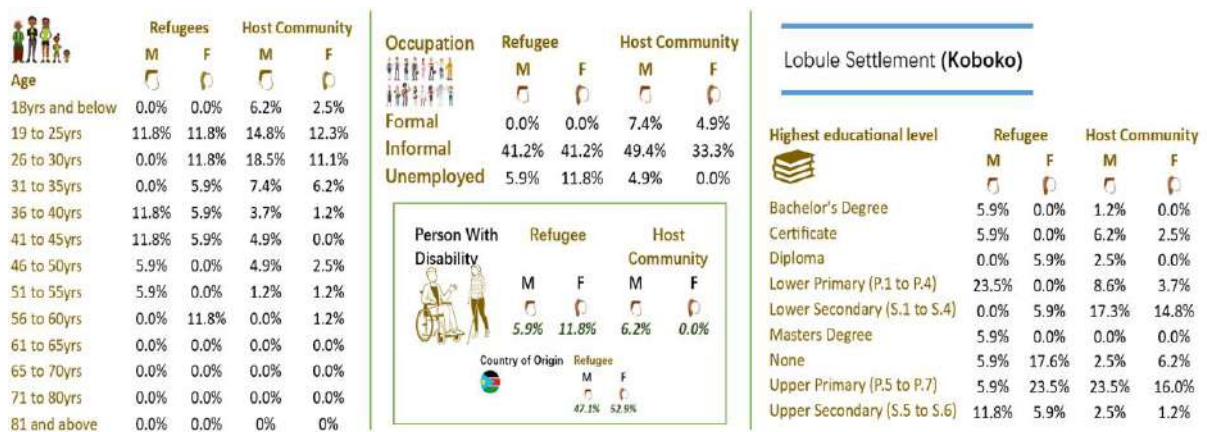 Refugees Host Community
M F M F
Age
18yrs and below 0.0% 0.0% 6.2% 2.5%
19 to 25yrs 11.8% 11.8% 14.8% 12.3%
26 to 30yrs 0.0% 11.8% 18.5% 11.1%
31 to 35yrs 0.0% 5.9% 7.4% 6.2%
36 to 40yrs 11.8% 5.9% 3.7% 1.2%
41 to 45yrs 11.8% 5.9% 4.9% 0.0%
46 to 50yrs 5.9% 0.0% 4.9% 2.5%
51 to 55yrs 5.9% 0.0% 1.2% 1.2%
56 to 60yrs 0.0% 11.8% 0.0% 1.2%
61 to 65yrs 0.0% 0.0% 0.0% 0.0%
65 to 70yrs 0.0% 0.0% 0.0% 0.0%
71 to 80yrs 0.0% 0.0% 0.0% 0.0%
81 and above 0.0% 0.0% 0% 0%
Occupation Refugee Host Community
M F M F
Formal 0.0% 0.0% 7.4% 4.9%
Informal 41.2% 41.2% 49.4% 33.3%
Unemployed 5.9% 11.8% 4.9% 0.0%
Person With Refugee Host
Disability Community
M F M F
5.9% 11.8% 6.2% 0.0%
Country of Origin Refugee
M F
47.1% 52.9%
Lobule Settlement (Koboko)
Highest educational level Refugee Host Community
M F M F
Bachelor's Degree 5.9% 0.0% 1.2% 0.0%
Certificate 5.9% 0.0% 6.2% 2.5%
Diploma 0.0% 5.9% 2.5% 0.0%
Lower Primary (P.1 to P.4) 23.5% 0.0% 8.6% 3.7%
Lower Secondary (S.1 to S.4) 0.0% 5.9% 17.3% 14.8%
Masters Degree 5.9% 0.0% 0.0% 0.0%
None 5.9% 17.6% 2.5% 6.2%
Upper Primary (P.5 to P.7) 5.9% 23.5% 23.5% 16.0%
Upper Secondary (S.5 to S.6) 11.8% 5.9% 2.5% 1.2%